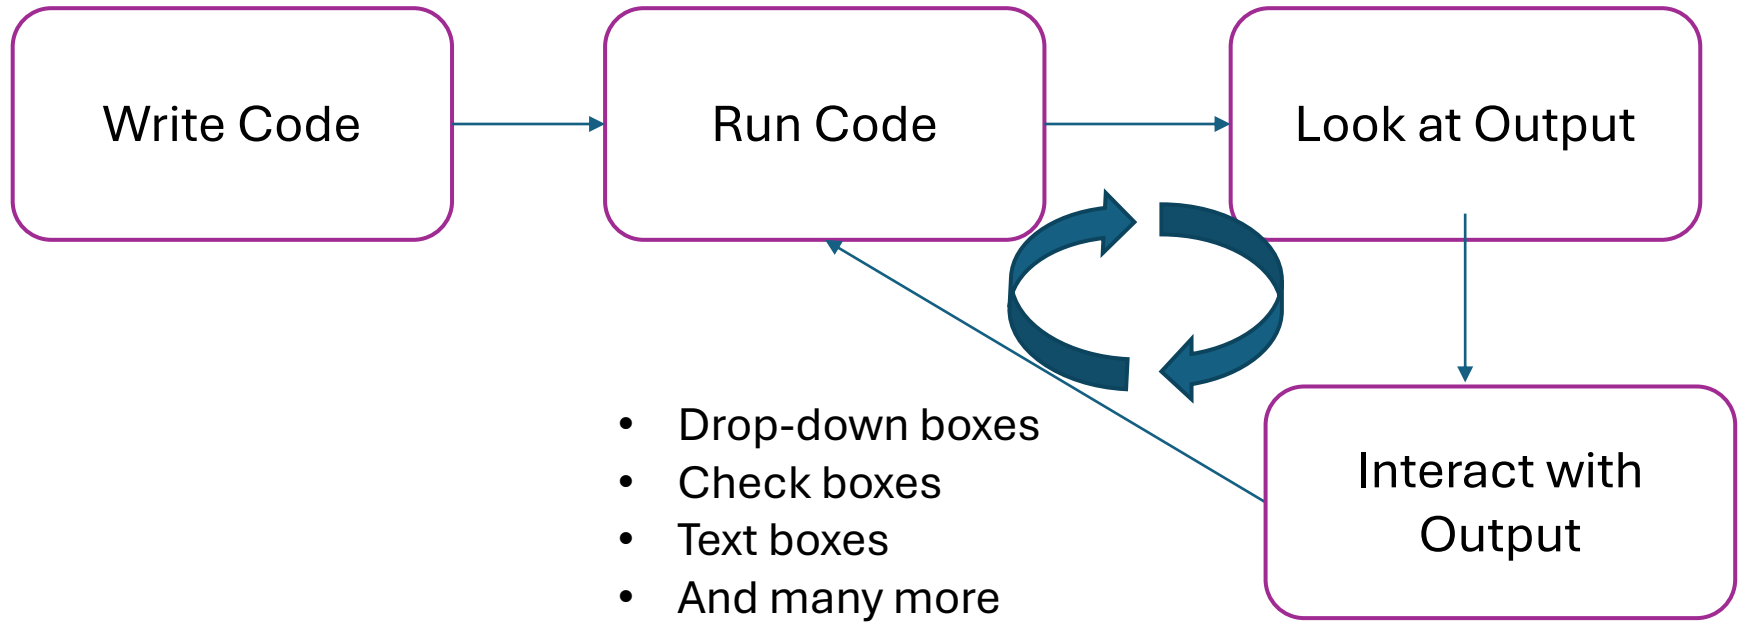 Write Code
Run Code
Look at Output
Interact with
Output
• Drop-down boxes
• Check boxes
• Text boxes
• And many more